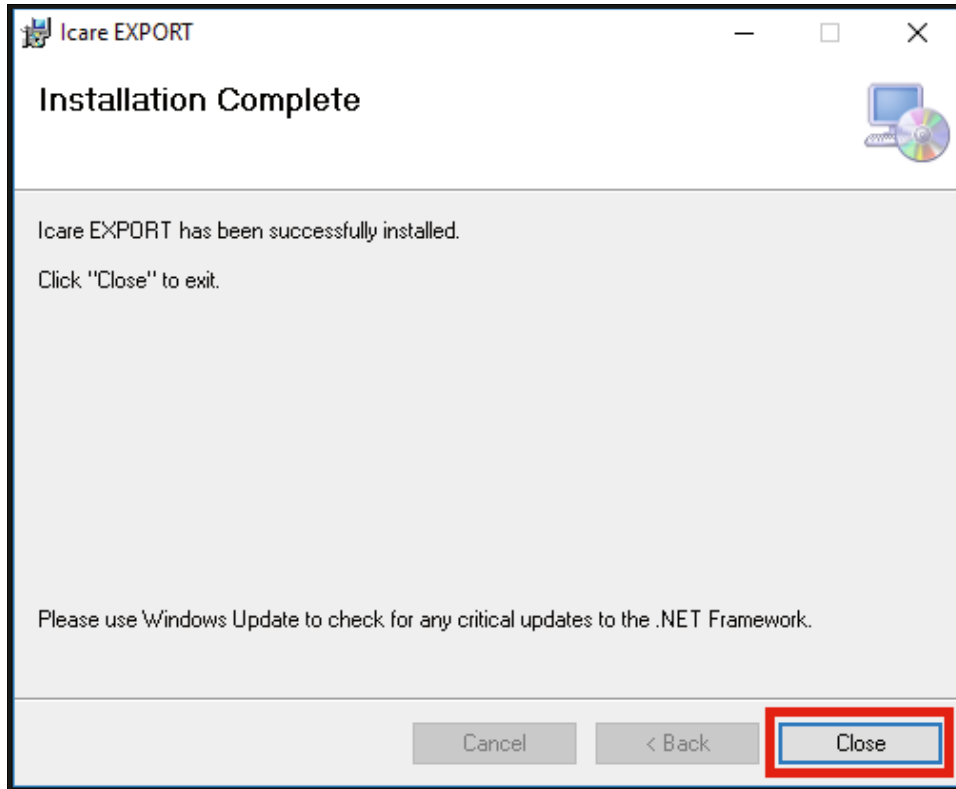 Icare EXPORT
Installation Complete
Icare EXPORT has been successfully installed.
Click "Close" to exit.
Please use Windows Update to check for any critical updates to the .NET Framework.
Cancel
< Back
Close